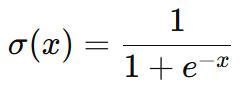 σ(x) = 1 / (1 + e^{-x})